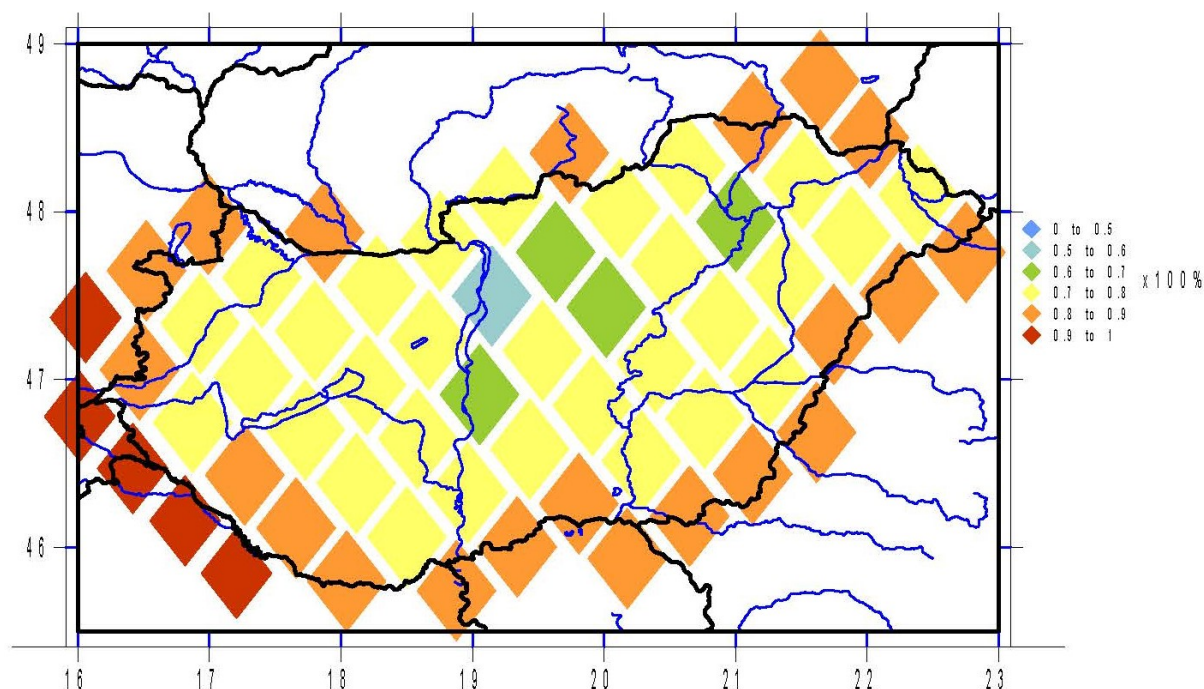 49
48
47
46
16 17 18 19 20 21 22 23
0 to 0.5
0.5 to 0.6
0.6 to 0.7
0.7 to 0.8
0.8 to 0.9
0.9 to 1
x100%